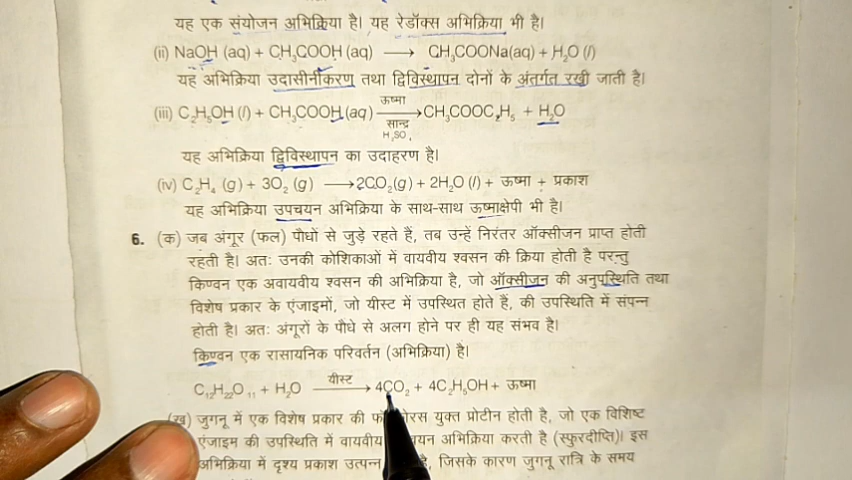 यह एक संयोजन अभिक्रिया है। यह रेडॉक्स अभिक्रिया भी है।
(ii) NaOH (aq) + CH₃COOH (aq) ⟶ CH₃COONa(aq) + H₂O (l)
यह अभिक्रिया उदासीनीकरण तथा द्विविस्थापन दोनों के अंतर्गत रखी जाती है।
ऊष्मा
(iii) C₂H₅OH (l) + CH₃COOH (aq) ⟶ CH₃COOC₂H₅ + H₂O
सान्द्र
H₂SO₄
यह अभिक्रिया द्विविस्थापन का उदाहरण है।
(iv) C₂H₄ (g) + 3O₂ (g) ⟶ 2CO₂(g) + 2H₂O (l) + ऊष्मा + प्रकाश
यह अभिक्रिया उपचयन अभिक्रिया के साथ-साथ ऊष्माक्षेपी भी है।
6. (क) जब अंगूर (फल) पौधों से जुड़े रहते हैं, तब उन्हें निरंतर ऑक्सीजन प्राप्त होती
रहती है। अतः उनकी कोशिकाओं में वायवीय श्वसन की क्रिया होती है परन्तु
किण्वन एक अवायवीय श्वसन की अभिक्रिया है, जो ऑक्सीजन की अनुपस्थिति तथा
विशेष प्रकार के एंजाइमों, जो यीस्ट में उपस्थित होते हैं, की उपस्थिति में संपन्न
होती है। अतः अंगूरों के पौधे से अलग होने पर ही यह संभव है।
किण्वन एक रासायनिक परिवर्तन (अभिक्रिया) है।
यीस्ट
C₁₂H₂₂O₁₁ + H₂O ⟶ 4CO₂ + 4C₂H₅OH + ऊष्मा
(ख) जुगनू में एक विशेष प्रकार की युक्त प्रोटीन होती है, जो एक विशिष्ट
एंजाइम की उपस्थिति में वायवीय अभिक्रिया करती है (स्फुरदीप्ति)। इस
अभिक्रिया में दृश्य प्रकाश उत्पन्न है, जिसके कारण जुगनू रात्रि के समय